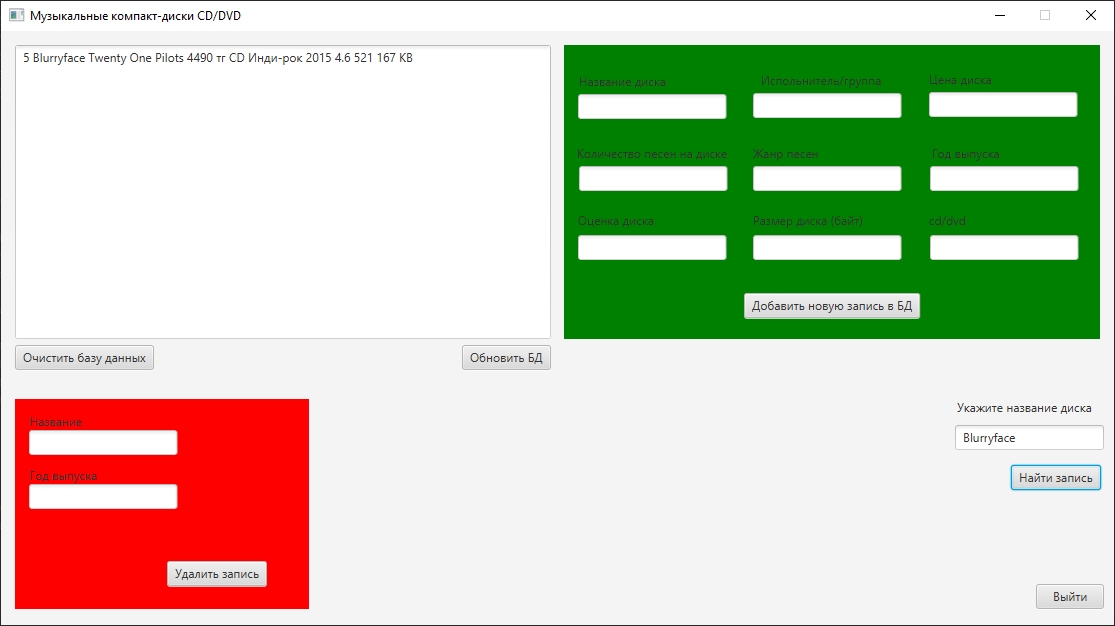 Музыкальные компакт-диски CD/DVD
5 Blurryface Twenty One Pilots 4490 тг CD Инди-рок 2015 4.6 521 167 KB
Название диска
Испольнитель/группа
Цена диска
Количество песен на диске
Жанр песен
Год выпуска
Оценка диска
Размер диска (байт)
cd/dvd
Добавить новую запись в БД
Очистить базу данных
Обновить БД
Название
Год выпуска
Удалить запись
Укажите название диска
Blurryface
Найти запись
Выйти